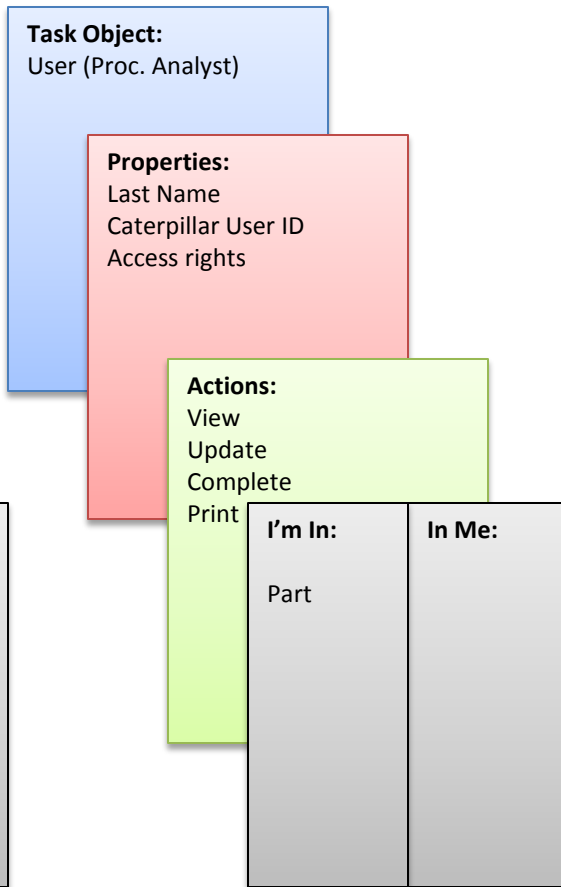 Task Object:
User (Proc. Analyst)
Properties:
Last Name
Caterpillar User ID
Access rights
Actions:
View
Update
Complete
Print
I’m In:
Part
In Me: